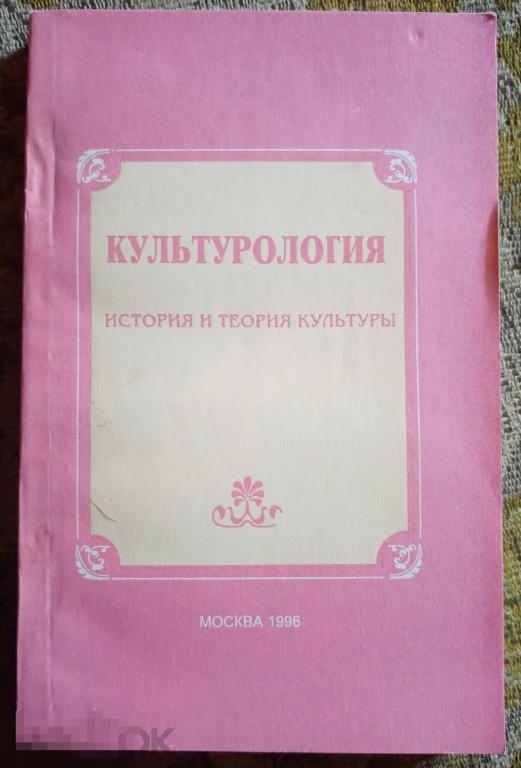 КУЛЬТУРОЛОГИЯ
ИСТОРИЯ И ТЕОРИЯ КУЛЬТУРЫ
МОСКВА 1996